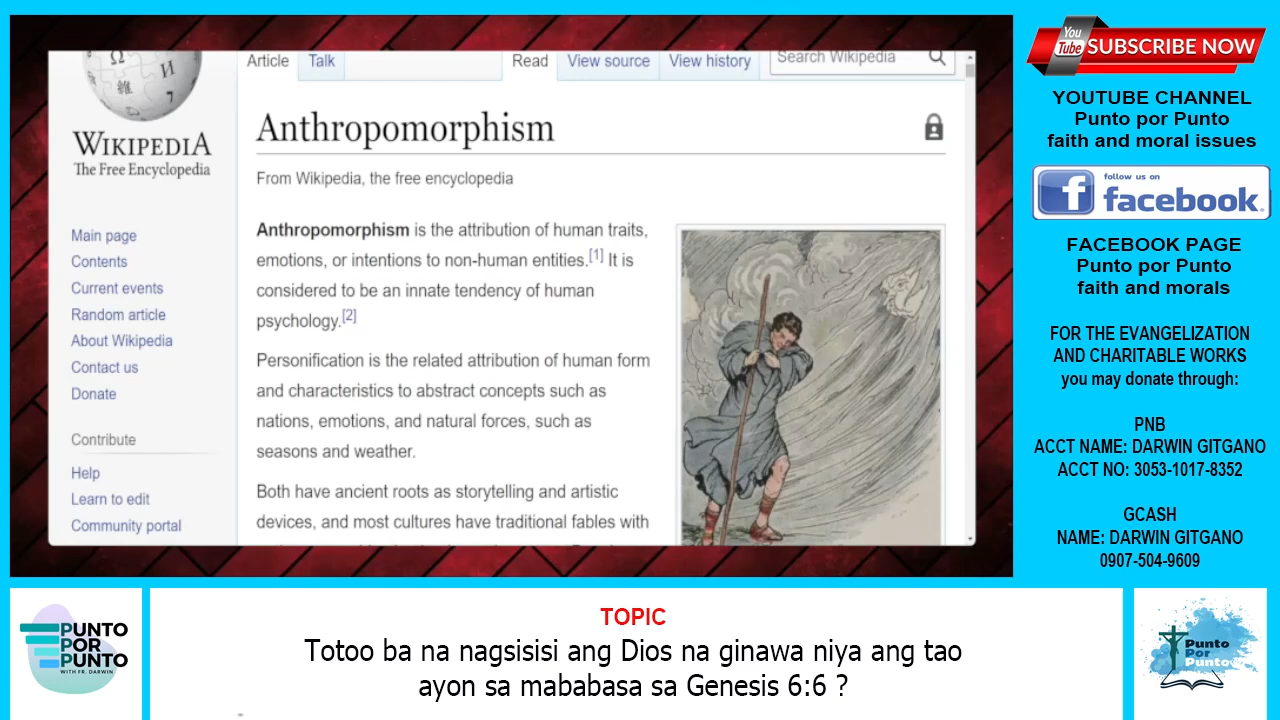 Article
Talk
Read
View source
View history
Search Wikipedia
WIKIPEDIA
The Free Encyclopedia
Anthropomorphism
From Wikipedia, the free encyclopedia
Main page
Contents
Current events
Random article
About Wikipedia
Contact us
Donate
Contribute
Help
Learn to edit
Community portal
Anthropomorphism is the attribution of human traits,
emotions, or intentions to non-human entities.[1] It is
considered to be an innate tendency of human
psychology.[2]
Personification is the related attribution of human form
and characteristics to abstract concepts such as
nations, emotions, and natural forces, such as
seasons and weather.
Both have ancient roots as storytelling and artistic
devices, and most cultures have traditional fables with
You
Tube
SUBSCRIBE NOW
YOUTUBE CHANNEL
Punto por Punto
faith and moral issues
follow us on
facebook
FACEBOOK PAGE
Punto por Punto
faith and morals
FOR THE EVANGELIZATION
AND CHARITABLE WORKS
you may donate through:
PNB
ACCT NAME: DARWIN GITGANO
ACCT NO: 3053-1017-8352
GCASH
NAME: DARWIN GITGANO
0907-504-9609
PUNTO
POR
PUNTO
WITH FR. DARWIN
TOPIC
Totoo ba na nagsisisi ang Dios na ginawa niya ang tao
ayon sa mababasa sa Genesis 6:6 ?
Punto
Por
Punto